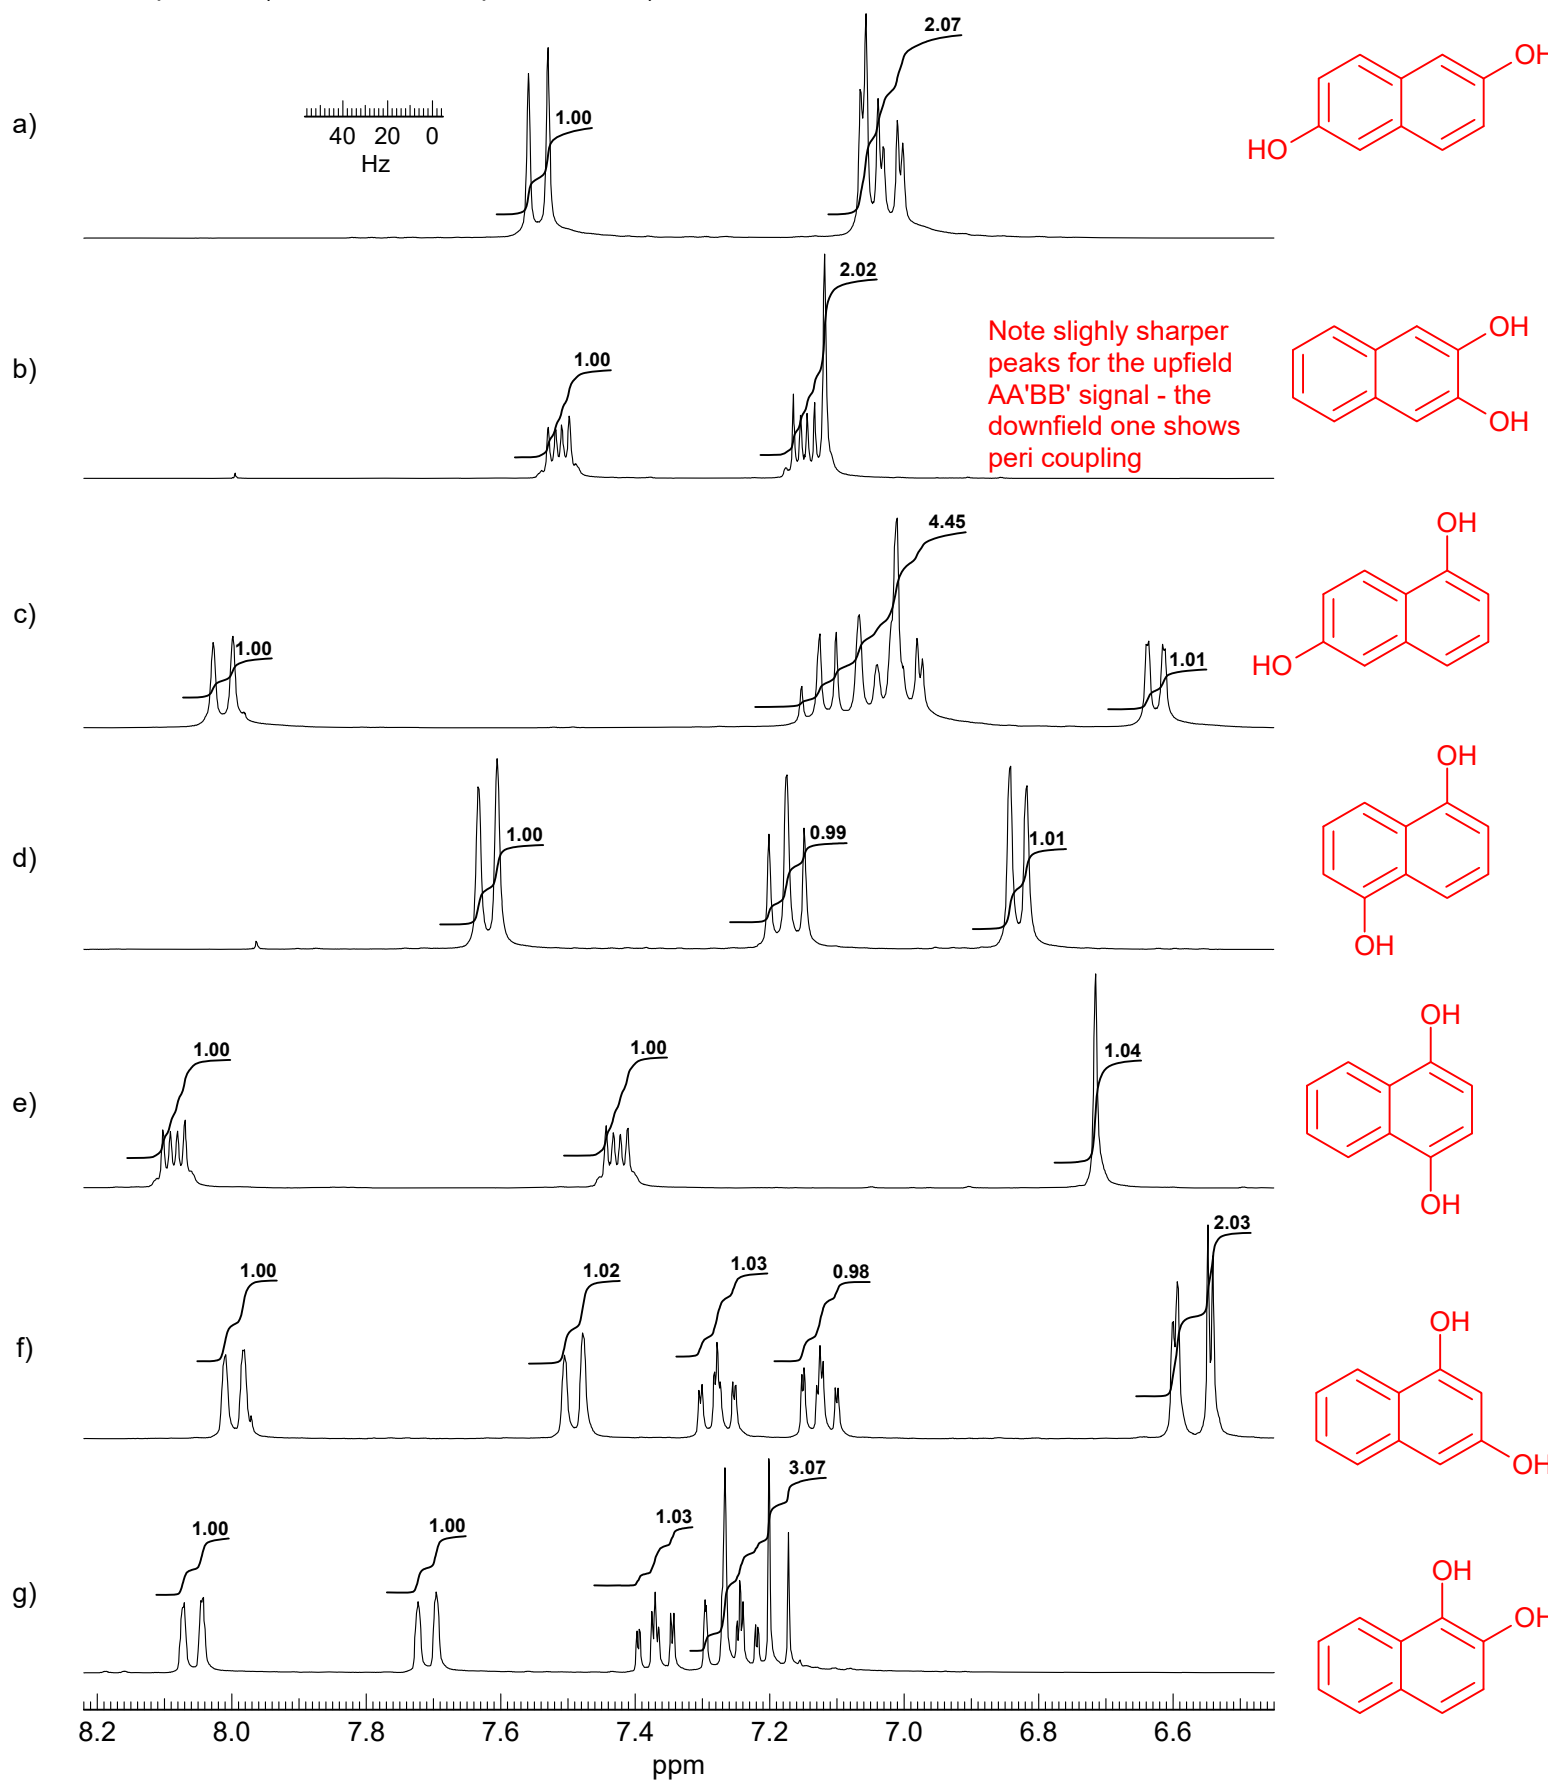 2.07
OH
1.00
a)
40 20 0
Hz
HO
2.02
Note slighly sharper
peaks for the upfield
AA'BB' signal - the
downfield one shows
peri coupling
OH
1.00
b)
OH
OH
4.45
c)
1.00
1.01
HO
OH
1.00
0.99
1.01
d)
OH
OH
1.00
1.00
1.04
e)
OH
2.03
1.00
1.02
1.03
0.98
OH
f)
OH
3.07
1.00
1.00
1.03
OH
g)
OH
8.2 8.0 7.8 7.6 7.4 7.2 7.0 6.8 6.6
ppm